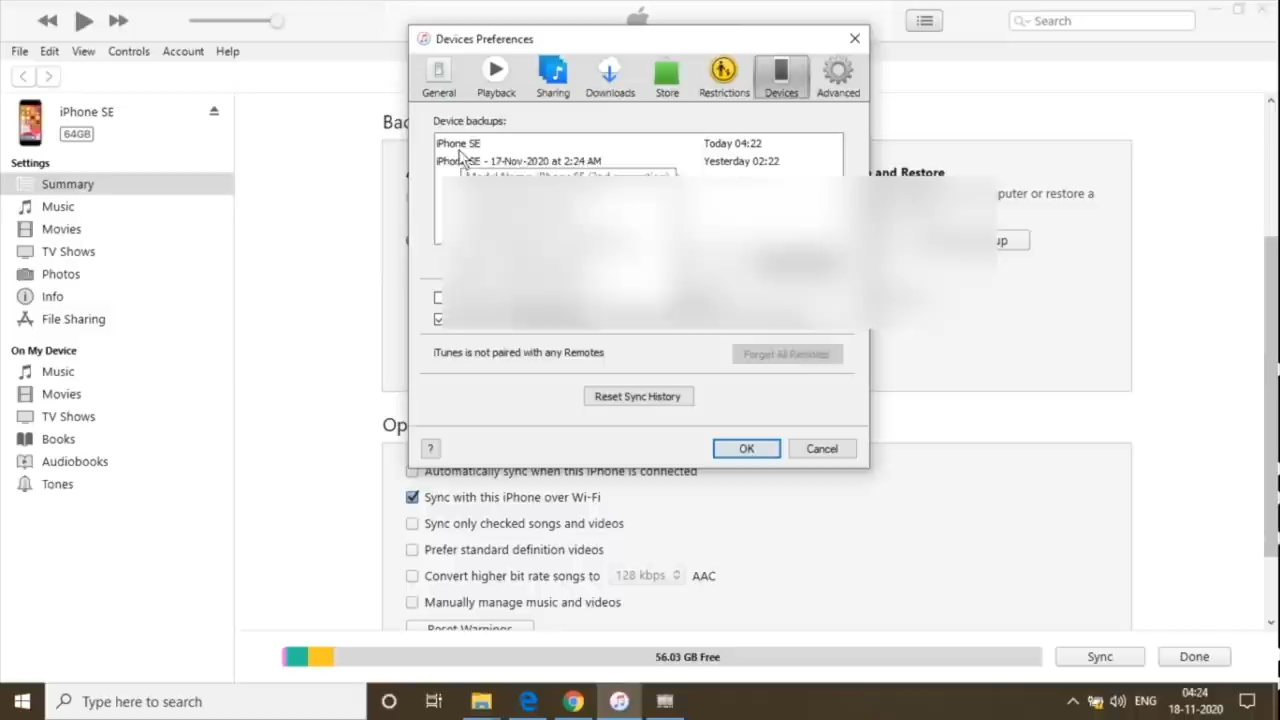 Search
Devices Preferences
File Edit View Controls Account Help
General Playback Sharing Downloads Store Restrictions Devices Advanced
iPhone SE
64GB
Settings
Summary
Music
Movies
TV Shows
Photos
Info
File Sharing
On My Device
Music
Movies
TV Shows
Books
Audiobooks
Tones
Device backups:
iPhone SE Today 04:22
SE - 17-Nov-2020 at 2:24 AM Yesterday 02:22
and Restore
puter or restore a
iTunes is not paired with any Remotes Forget All Remotes
Reset Sync History
? OK Cancel
Automatically sync when this iPhone is connected
Sync with this iPhone over Wi-Fi
Sync only checked songs and videos
Prefer standard definition videos
Convert higher bit rate songs to 128 kbps AAC
Manually manage music and videos
Reset Warnings
56.03 GB Free Sync Done
Type here to search
ENG 04:24
18-11-2020